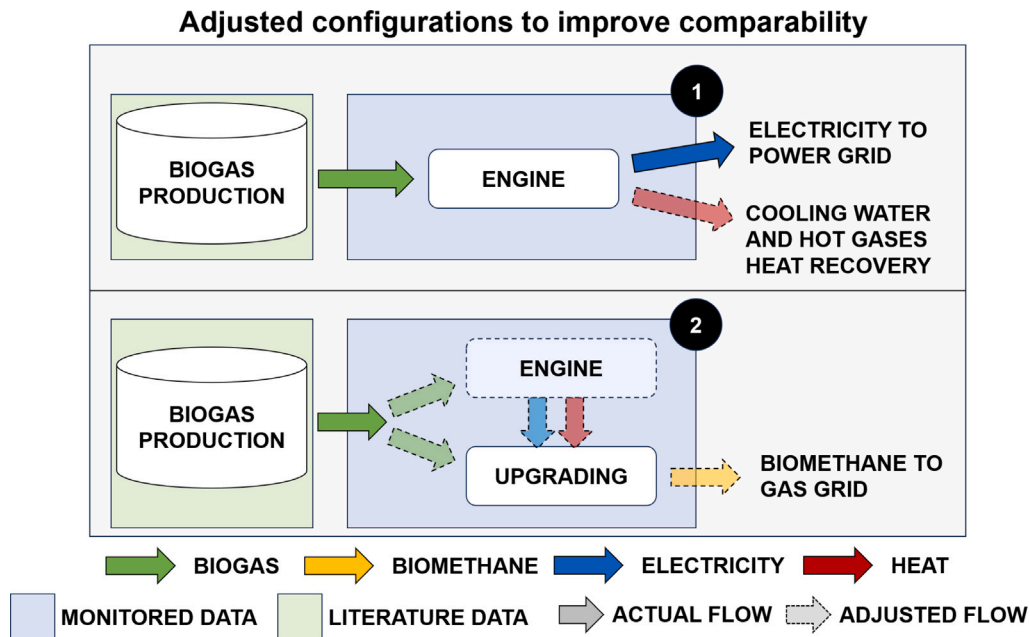 Adjusted configurations to improve comparability
1
BIOGAS
PRODUCTION
ENGINE
ELECTRICITY TO
POWER GRID
COOLING WATER
AND HOT GASES
HEAT RECOVERY
2
BIOGAS
PRODUCTION
ENGINE
UPGRADING
BIOMETHANE TO
GAS GRID
BIOGAS
BIOMETHANE
ELECTRICITY
HEAT
MONITORED DATA
LITERATURE DATA
ACTUAL FLOW
ADJUSTED FLOW